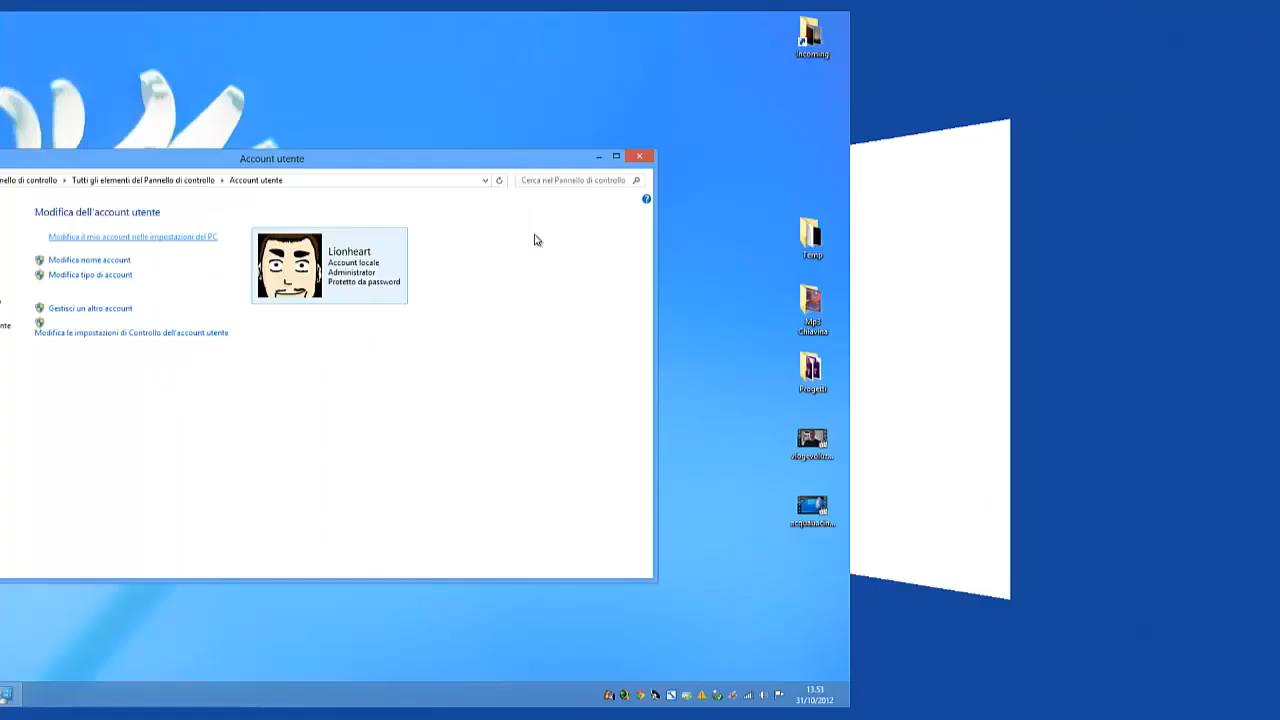 Incoming
Account utente
nello di controllo
Tutti gli elementi del Pannello di controllo
Account utente
Cerca nel Pannello di controllo
Modifica dell'account utente
Modifica il mio account nelle impostazioni del PC
Lionheart
Account locale
Administrator
Protetto da password
Modifica nome account
Modifica tipo di account
Gestisci un altro account
nte
Modifica le impostazioni di Controllo dell'account utente
Temp
Mp3
Chiavina
Progetti
13.53
31/10/2012